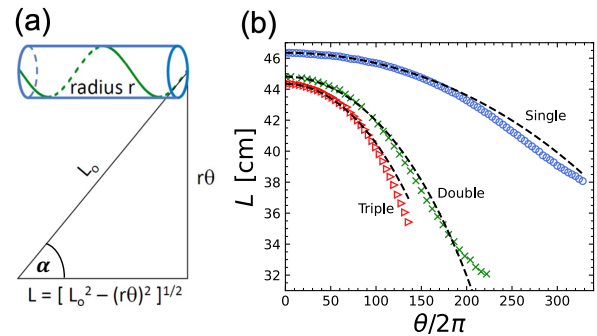 (a)
radius r
L₀
rθ
α
L = [ L₀² – (rθ)² ]¹/²
(b)
46
44
42
40
38
36
34
32
L [cm]
Single
Double
Triple
0 50 100 150 200 250 300
θ/2π